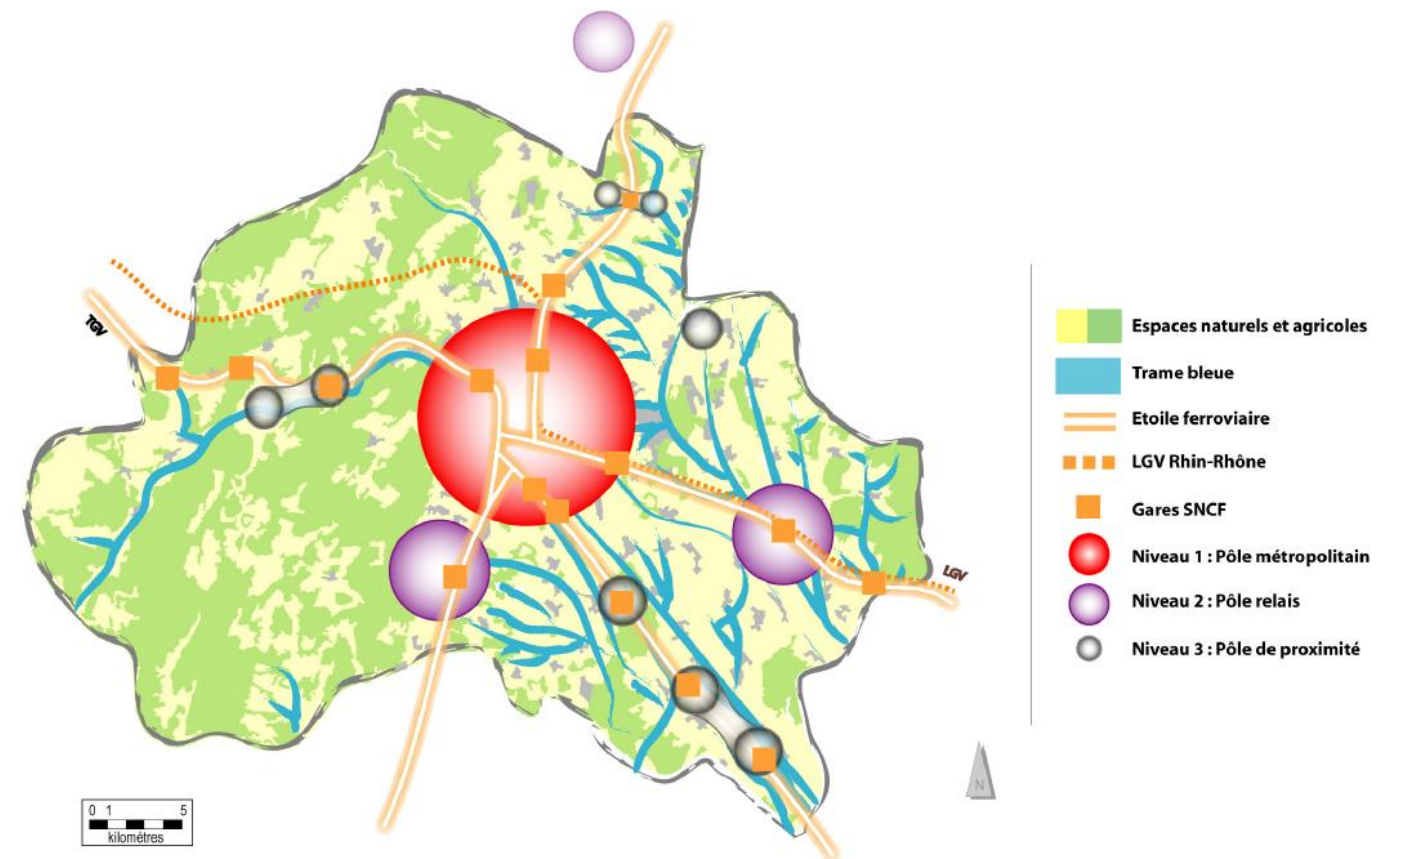 TGV
LGV
0 1 5
kilomètres
N
Espaces naturels et agricoles
Trame bleue
Etoile ferroviaire
LGV Rhin-Rhône
Gares SNCF
Niveau 1 : Pôle métropolitain
Niveau 2 : Pôle relais
Niveau 3 : Pôle de proximité